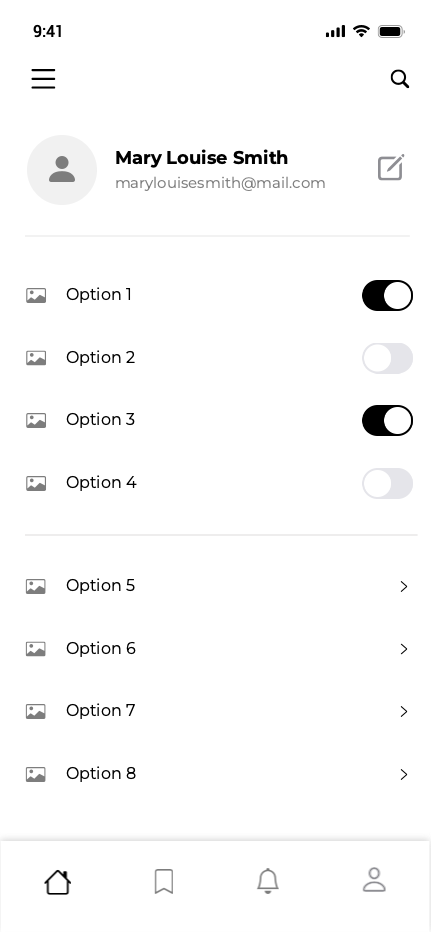 9:41
Mary Louise Smith
marylouisesmith@mail.com
Option 1
Option 2
Option 3
Option 4
Option 5
Option 6
Option 7
Option 8